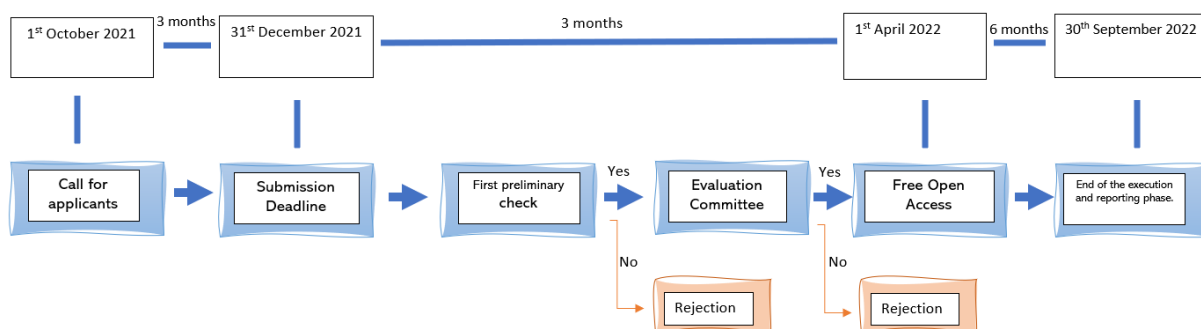 1st October 2021
3 months
31st December 2021
3 months
1st April 2022
6 months
30th September 2022
Call for
applicants
Submission
Deadline
First preliminary
check
Yes
Evaluation
Committee
Yes
Free Open
Access
End of the execution
and reporting phase.
No
Rejection
No
Rejection